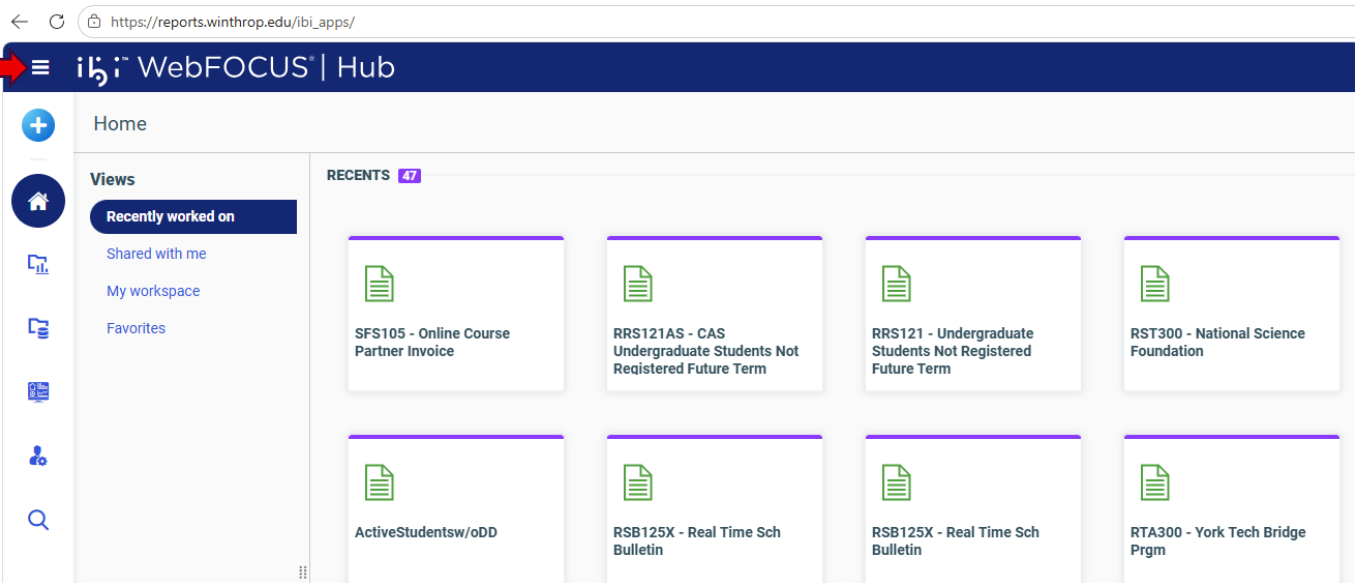 https://reports.winthrop.edu/ibi_apps/
ibi™ WebFOCUS® | Hub
Home
Views
Recently worked on
Shared with me
My workspace
Favorites
RECENTS 47
SFS105 - Online Course
Partner Invoice
RRS121AS - CAS
Undergraduate Students Not
Registered Future Term
RRS121 - Undergraduate
Students Not Registered
Future Term
RST300 - National Science
Foundation
ActiveStudentsw/oDD
RSB125X - Real Time Sch
Bulletin
RSB125X - Real Time Sch
Bulletin
RTA300 - York Tech Bridge
Prgm